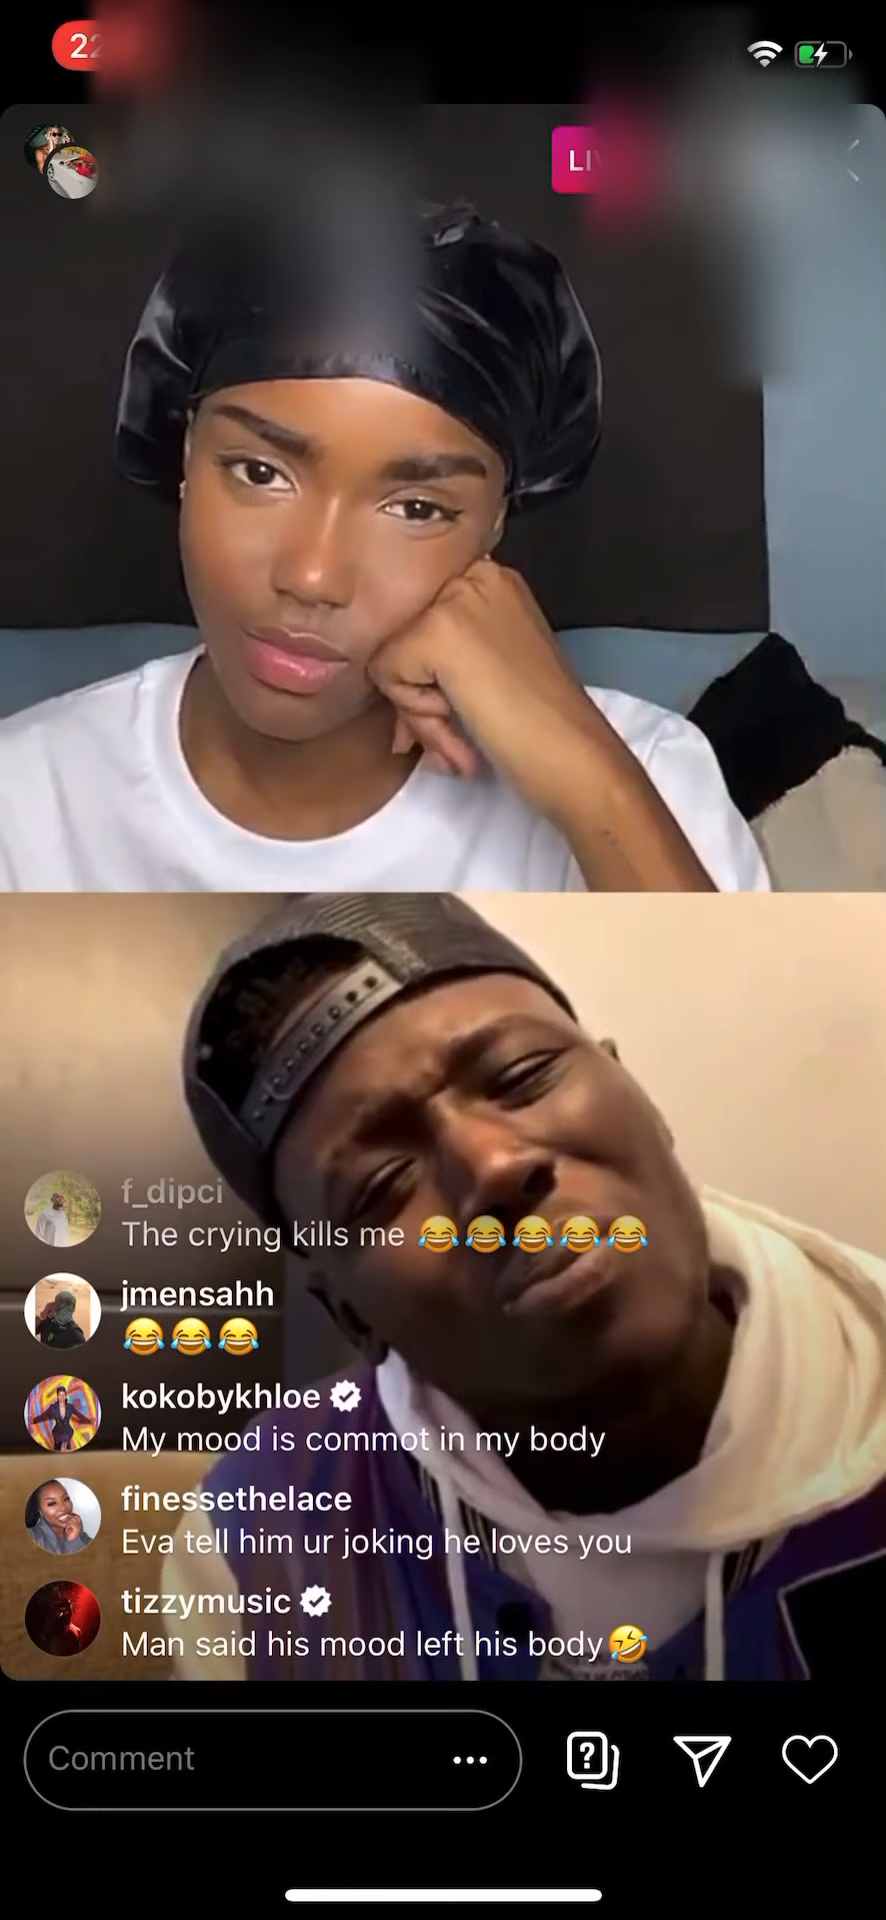 f_dipci
The crying kills me 😂😂😂😂😂
jmensahh
😂😂😂
kokobykhloe
My mood is commot in my body
finessethelace
Eva tell him ur joking he loves you
tizzymusic
Man said his mood left his body🤣
Comment